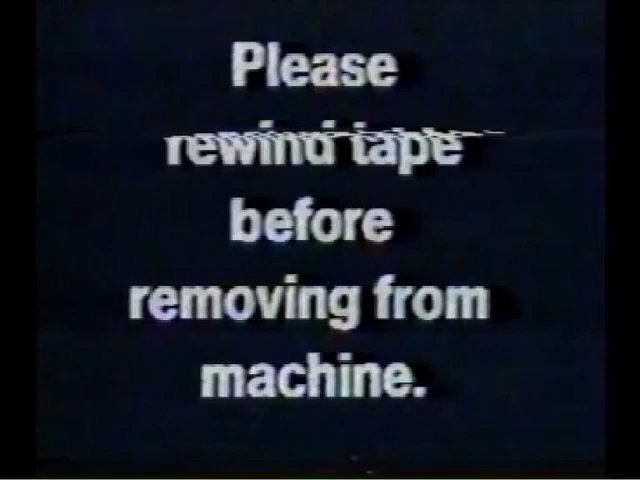 Please
rewind tape
before
removing from
machine.